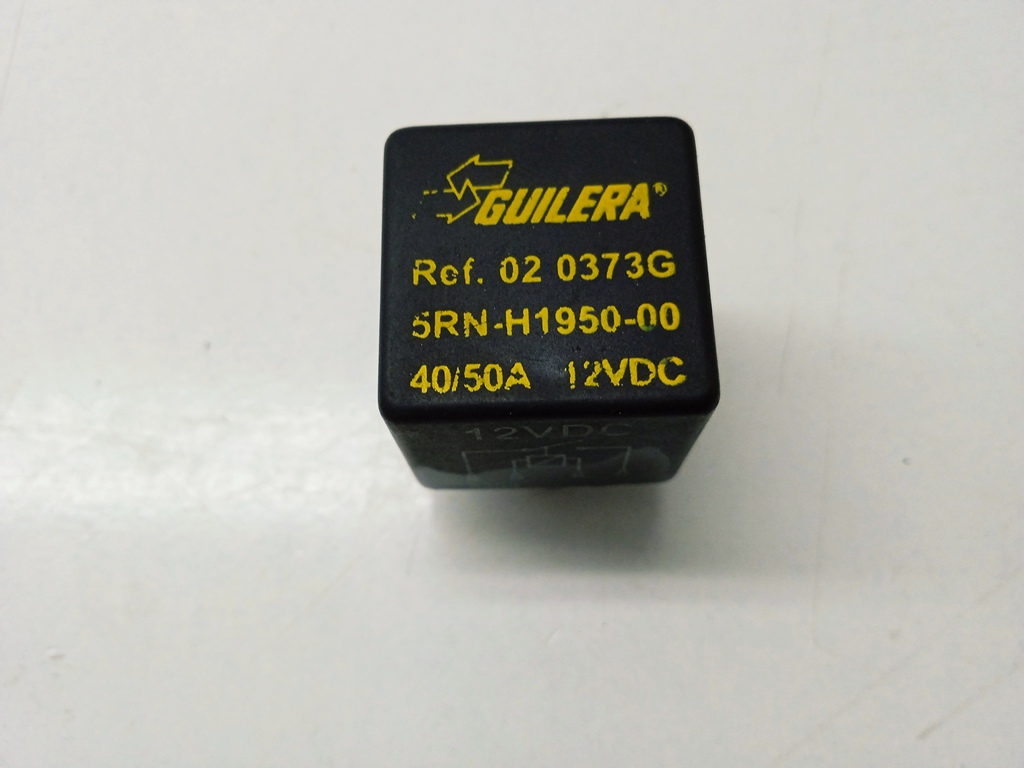 GUILERA®
Ref. 02 0373G
5RN-H1950-00
40/50A 12VDC
12VDC